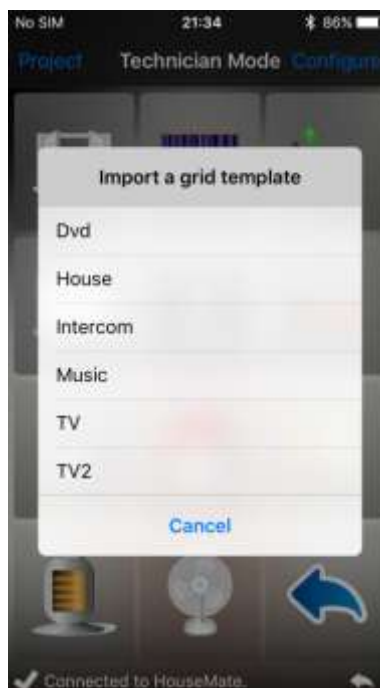 No SIM 21:34 86%
Project Technician Mode Configure
Import a grid template
Dvd
House
Intercom
Music
TV
TV2
Cancel
Connected to HouseMate.